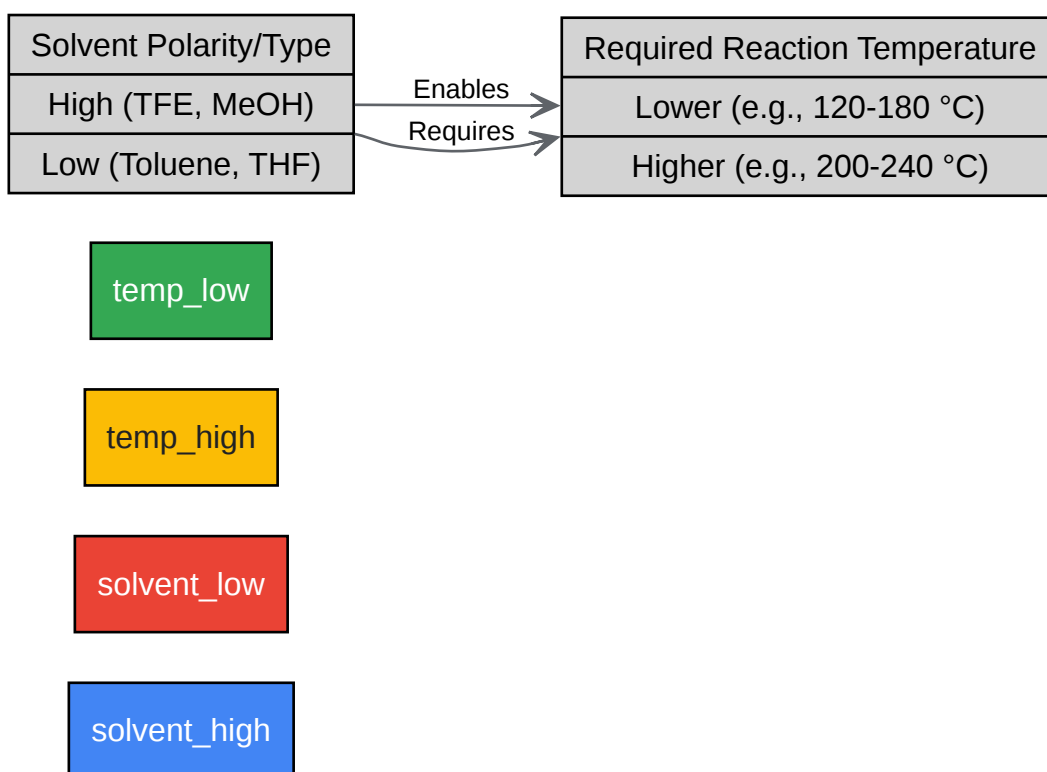 Solvent Polarity/Type
High (TFE, MeOH)
Low (Toluene, THF)
Enables
Requires
Required Reaction Temperature
Lower (e.g., 120-180 °C)
Higher (e.g., 200-240 °C)
temp_low
temp_high
solvent_low
solvent_high